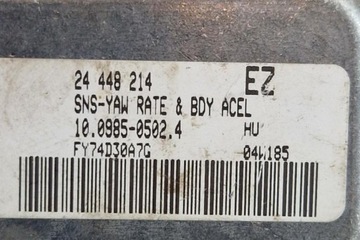 24 448 214 EZ
SNS-YAW RATE & BDY ACEL
10.0985-0502.4 HU
FY74D30A7G 04W185